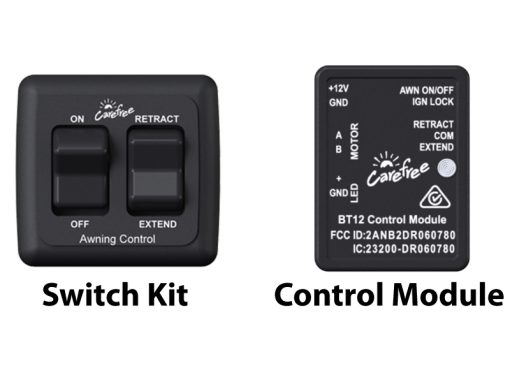 Carefree
ON RETRACT
OFF EXTEND
Awning Control
Switch Kit
+12V AWN ON/OFF
GND IGN LOCK
RETRACT
A COM
B MOTOR EXTEND
Carefree
+
GND LED
BT12 Control Module
FCC ID:2ANB2DR060780
IC:23200-DR060780
Control Module